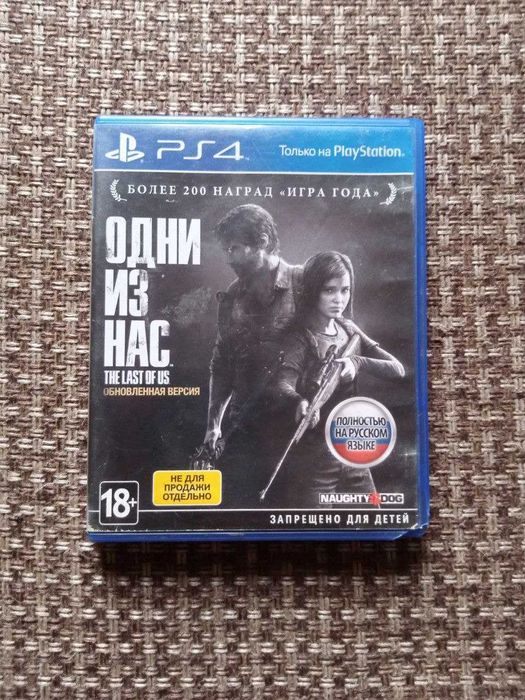 PS4
Только на PlayStation®
БОЛЕЕ 200 НАГРАД «ИГРА ГОДА»
ОДНИ
ИЗ
НАС
THE LAST OF US
ОБНОВЛЕННАЯ ВЕРСИЯ
ПОЛНОСТЬЮ
НА РУССКОМ
ЯЗЫКЕ
НЕ ДЛЯ
ПРОДАЖИ
ОТДЕЛЬНО
18+
NAUGHTY DOG
ЗАПРЕЩЕНО ДЛЯ ДЕТЕЙ